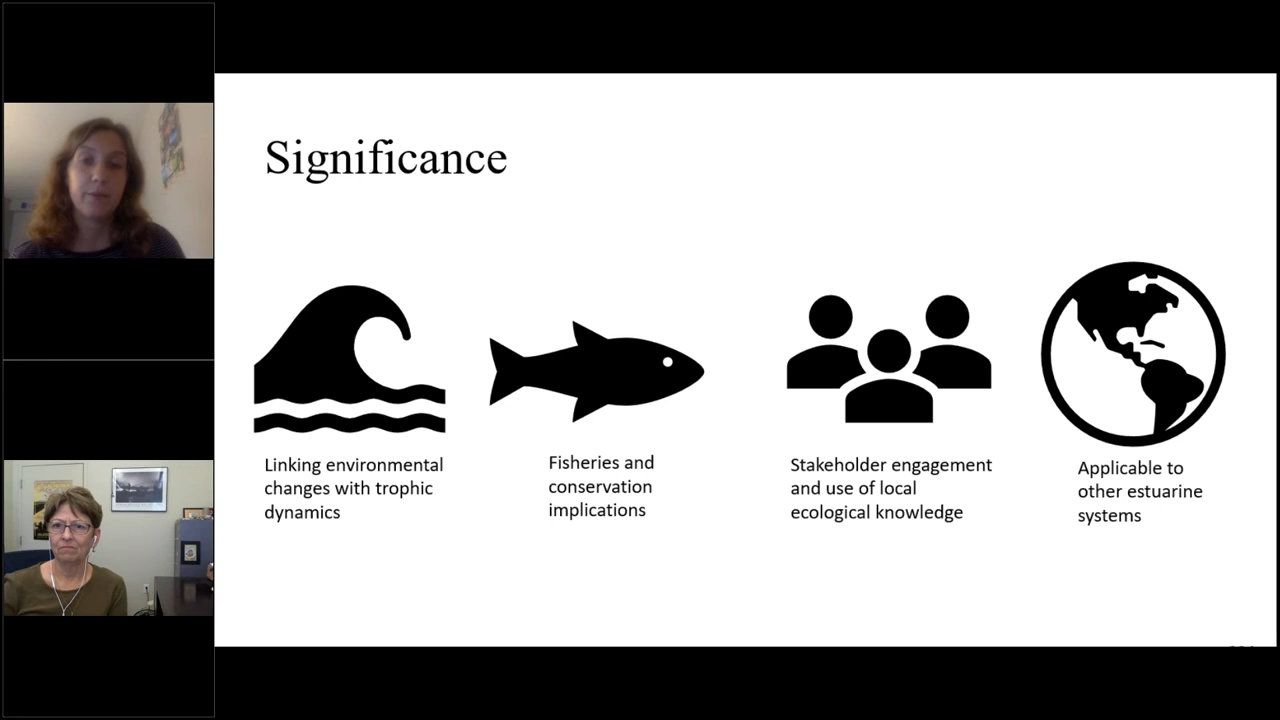 Significance
Linking environmental
changes with trophic
dynamics
Fisheries and
conservation
implications
Stakeholder engagement
and use of local
ecological knowledge
Applicable to
other estuarine
systems